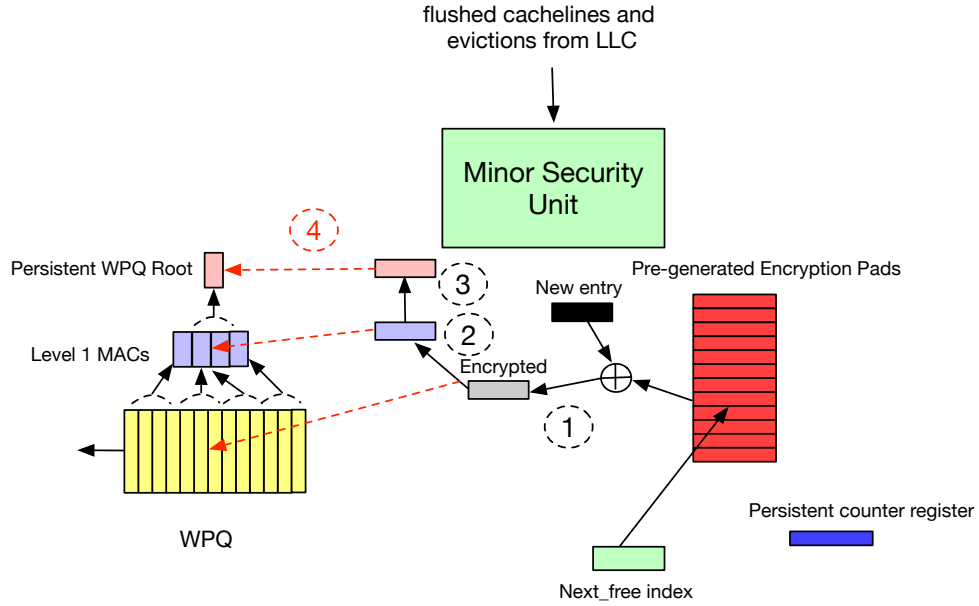 flushed cachelines and
evictions from LLC
Minor Security
Unit
4
Persistent WPQ Root
Pre-generated Encryption Pads
3
New entry
2
Level 1 MACs
Encrypted
1
Persistent counter register
WPQ
Next_free index